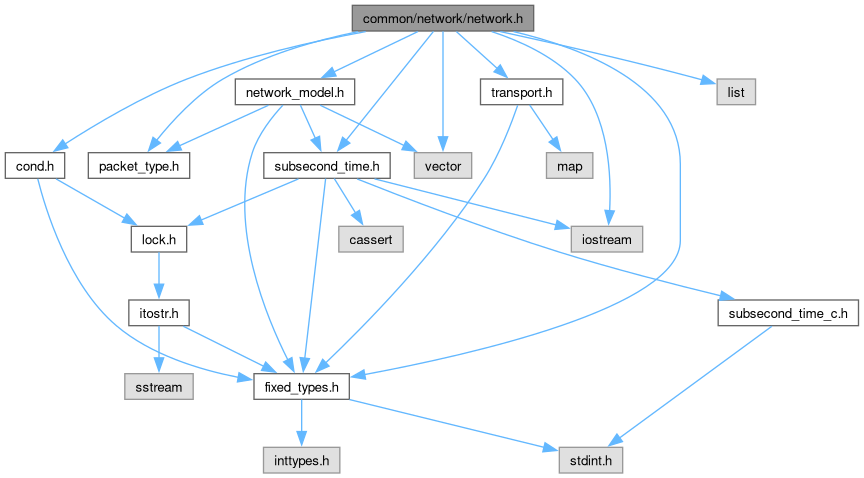 common/network/network.h
network_model.h
transport.h
list
cond.h
packet_type.h
subsecond_time.h
vector
map
lock.h
cassert
iostream
itostr.h
subsecond_time_c.h
sstream
fixed_types.h
inttypes.h
stdint.h